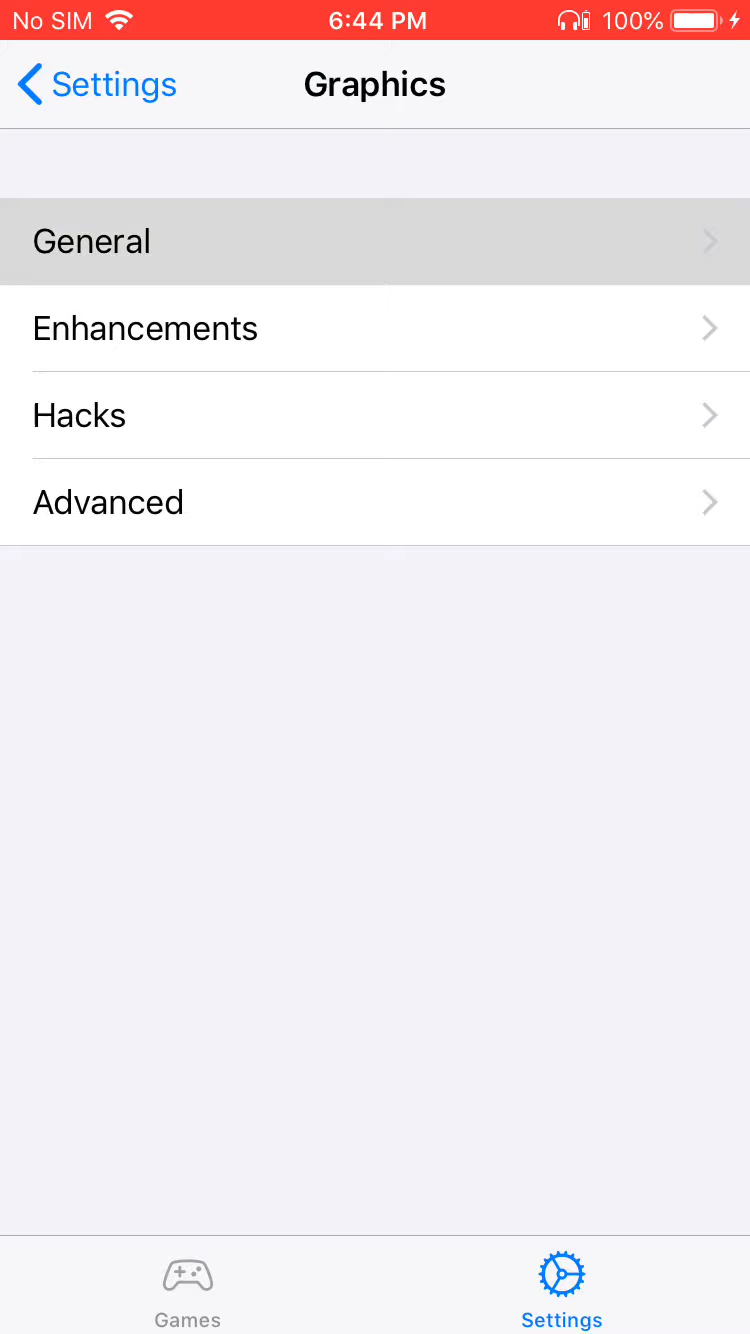 No SIM 6:44 PM 100%
Settings Graphics
General
Enhancements
Hacks
Advanced
Games Settings